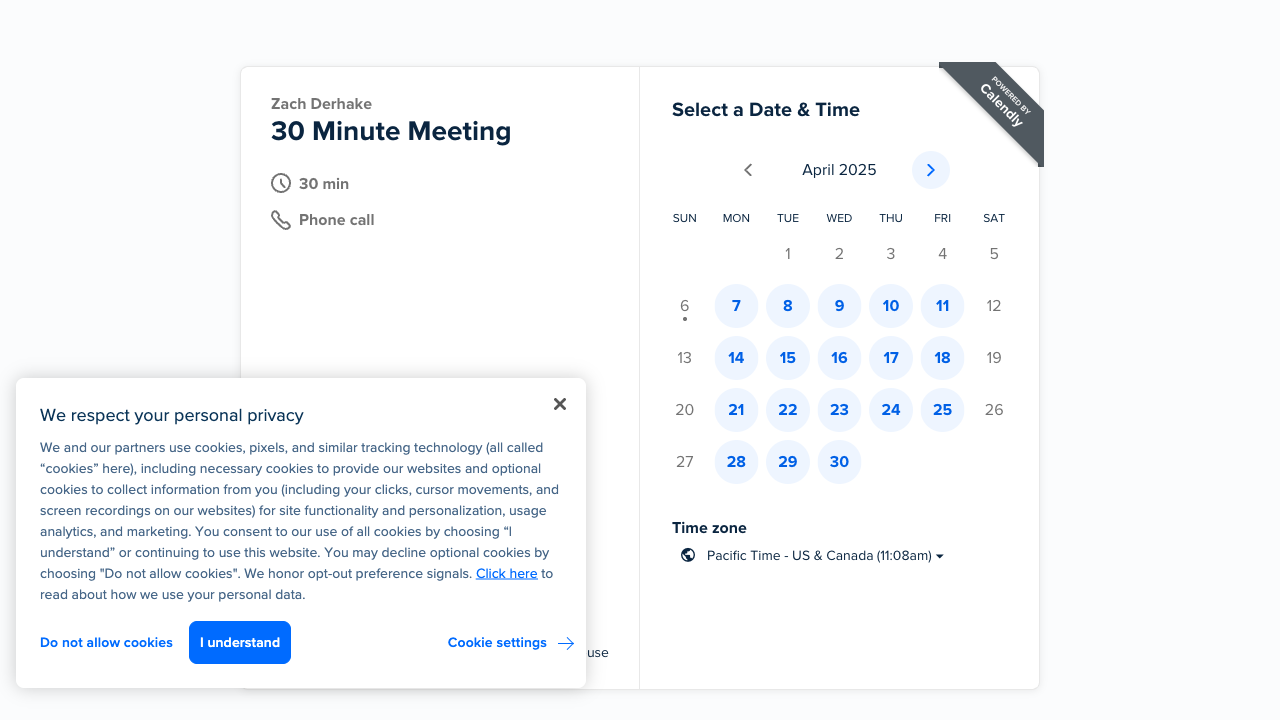 Zach Derhake
30 Minute Meeting
30 min
Phone call
Select a Date & Time
POWERED BY
Calendly
April 2025
SUN MON TUE WED THU FRI SAT
1 2 3 4 5
6 7 8 9 10 11 12
13 14 15 16 17 18 19
20 21 22 23 24 25 26
27 28 29 30
Time zone
Pacific Time - US & Canada (11:08am)
We respect your personal privacy
We and our partners use cookies, pixels, and similar tracking technology (all called
“cookies” here), including necessary cookies to provide our websites and optional
cookies to collect information from you (including your clicks, cursor movements, and
screen recordings on our websites) for site functionality and personalization, usage
analytics, and marketing. You consent to our use of all cookies by choosing “I
understand” or continuing to use this website. You may decline optional cookies by
choosing "Do not allow cookies". We honor opt-out preference signals. Click here to
read about how we use your personal data.
Do not allow cookies I understand Cookie settings
use